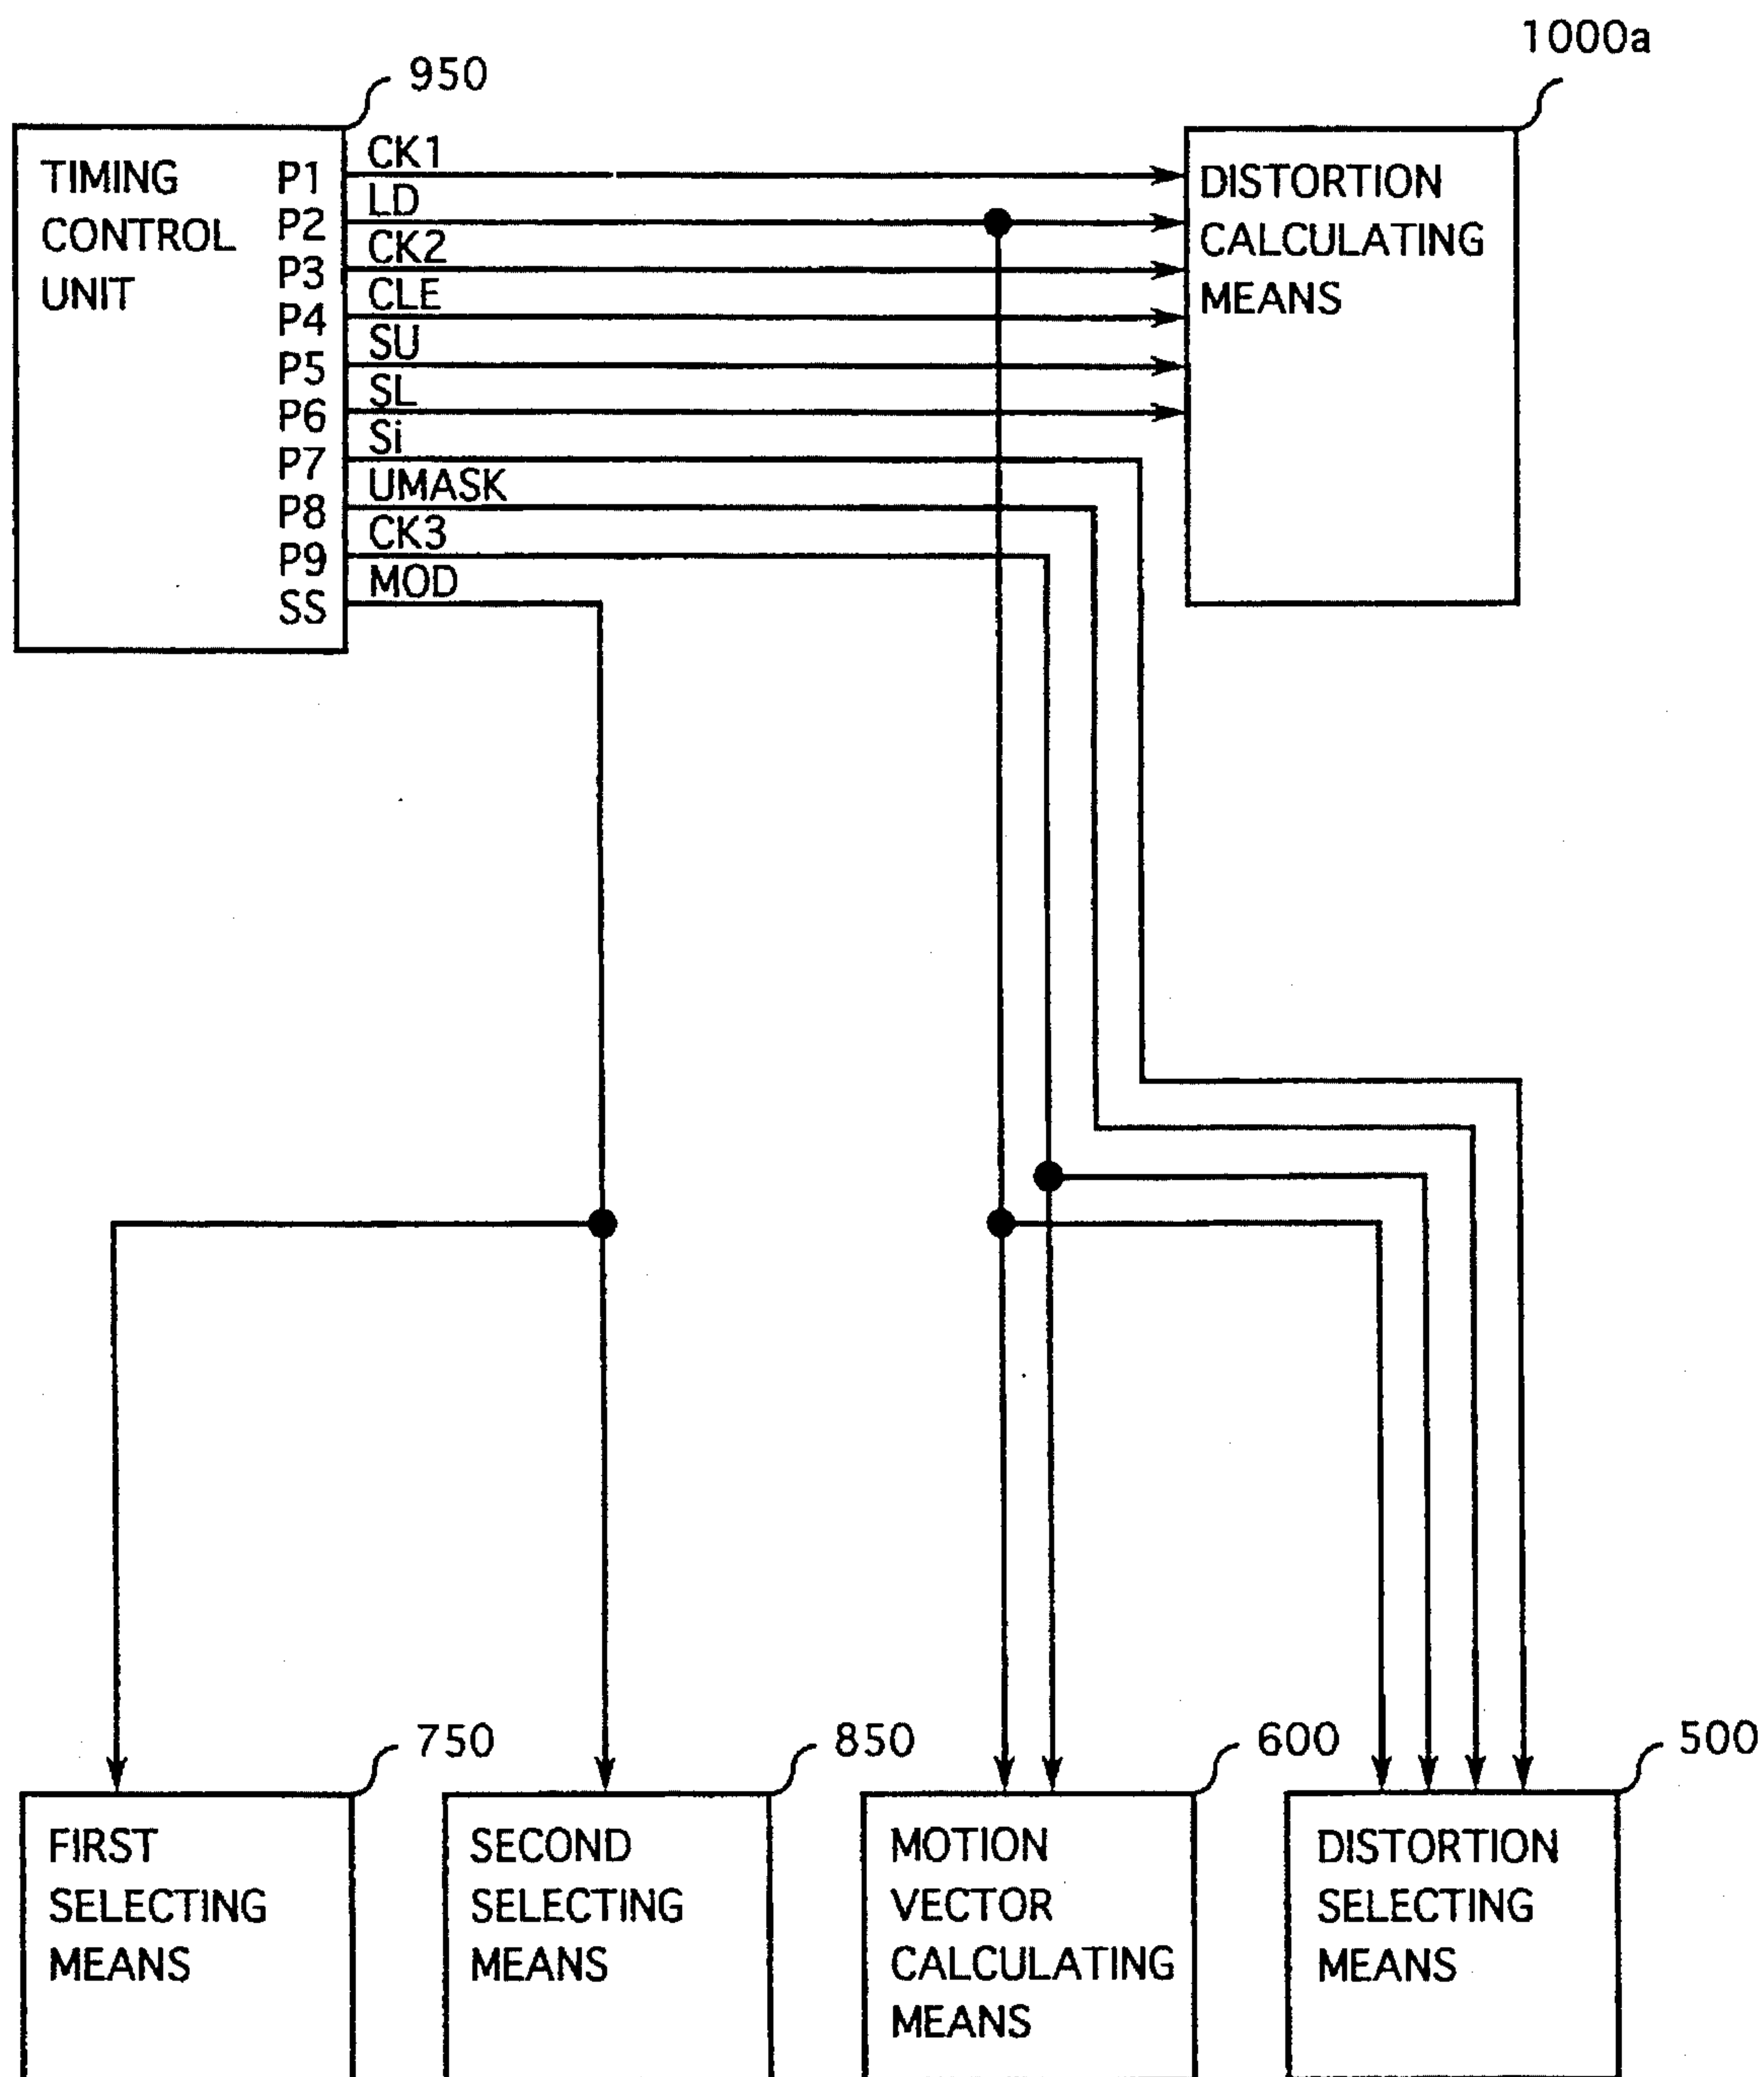 1000a
950
TIMING
CONTROL
UNIT
P1
P2
P3
P4
P5
P6
P7
P8
P9
SS
CK1
LD
CK2
CLE
SU
SL
Si
UMASK
CK3
MOD
DISTORTION
CALCULATING
MEANS
750
FIRST
SELECTING
MEANS
850
SECOND
SELECTING
MEANS
600
MOTION
VECTOR
CALCULATING
MEANS
500
DISTORTION
SELECTING
MEANS